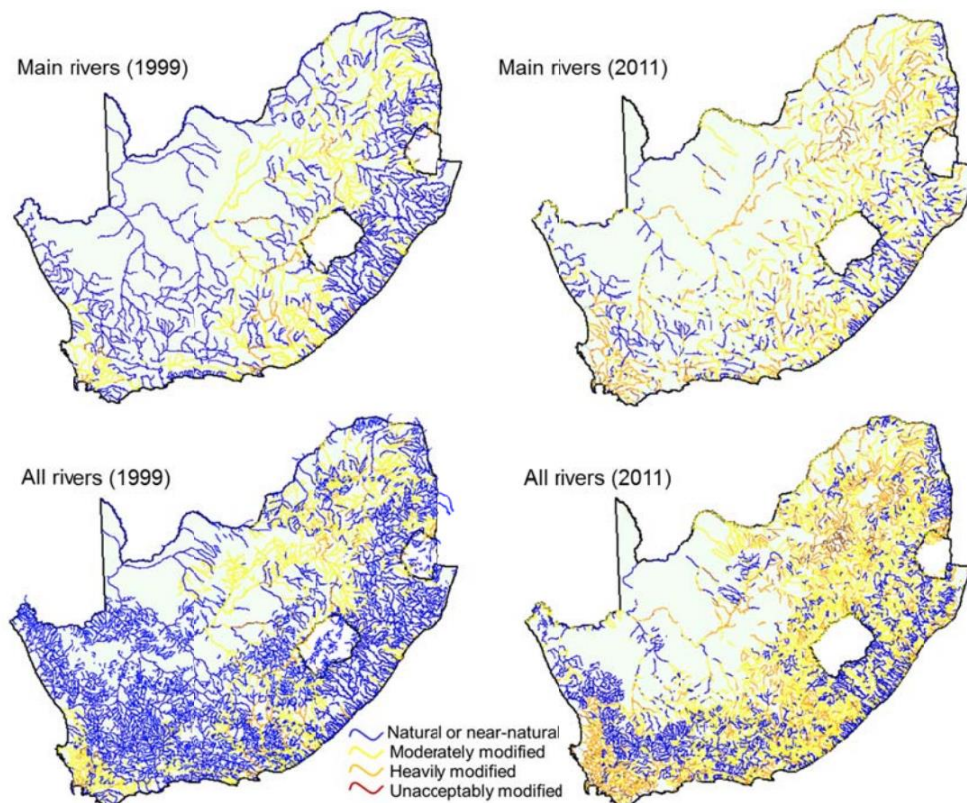 Main rivers (1999)
Main rivers (2011)
All rivers (1999)
All rivers (2011)
Natural or near-natural
Moderately modified
Heavily modified
Unacceptably modified